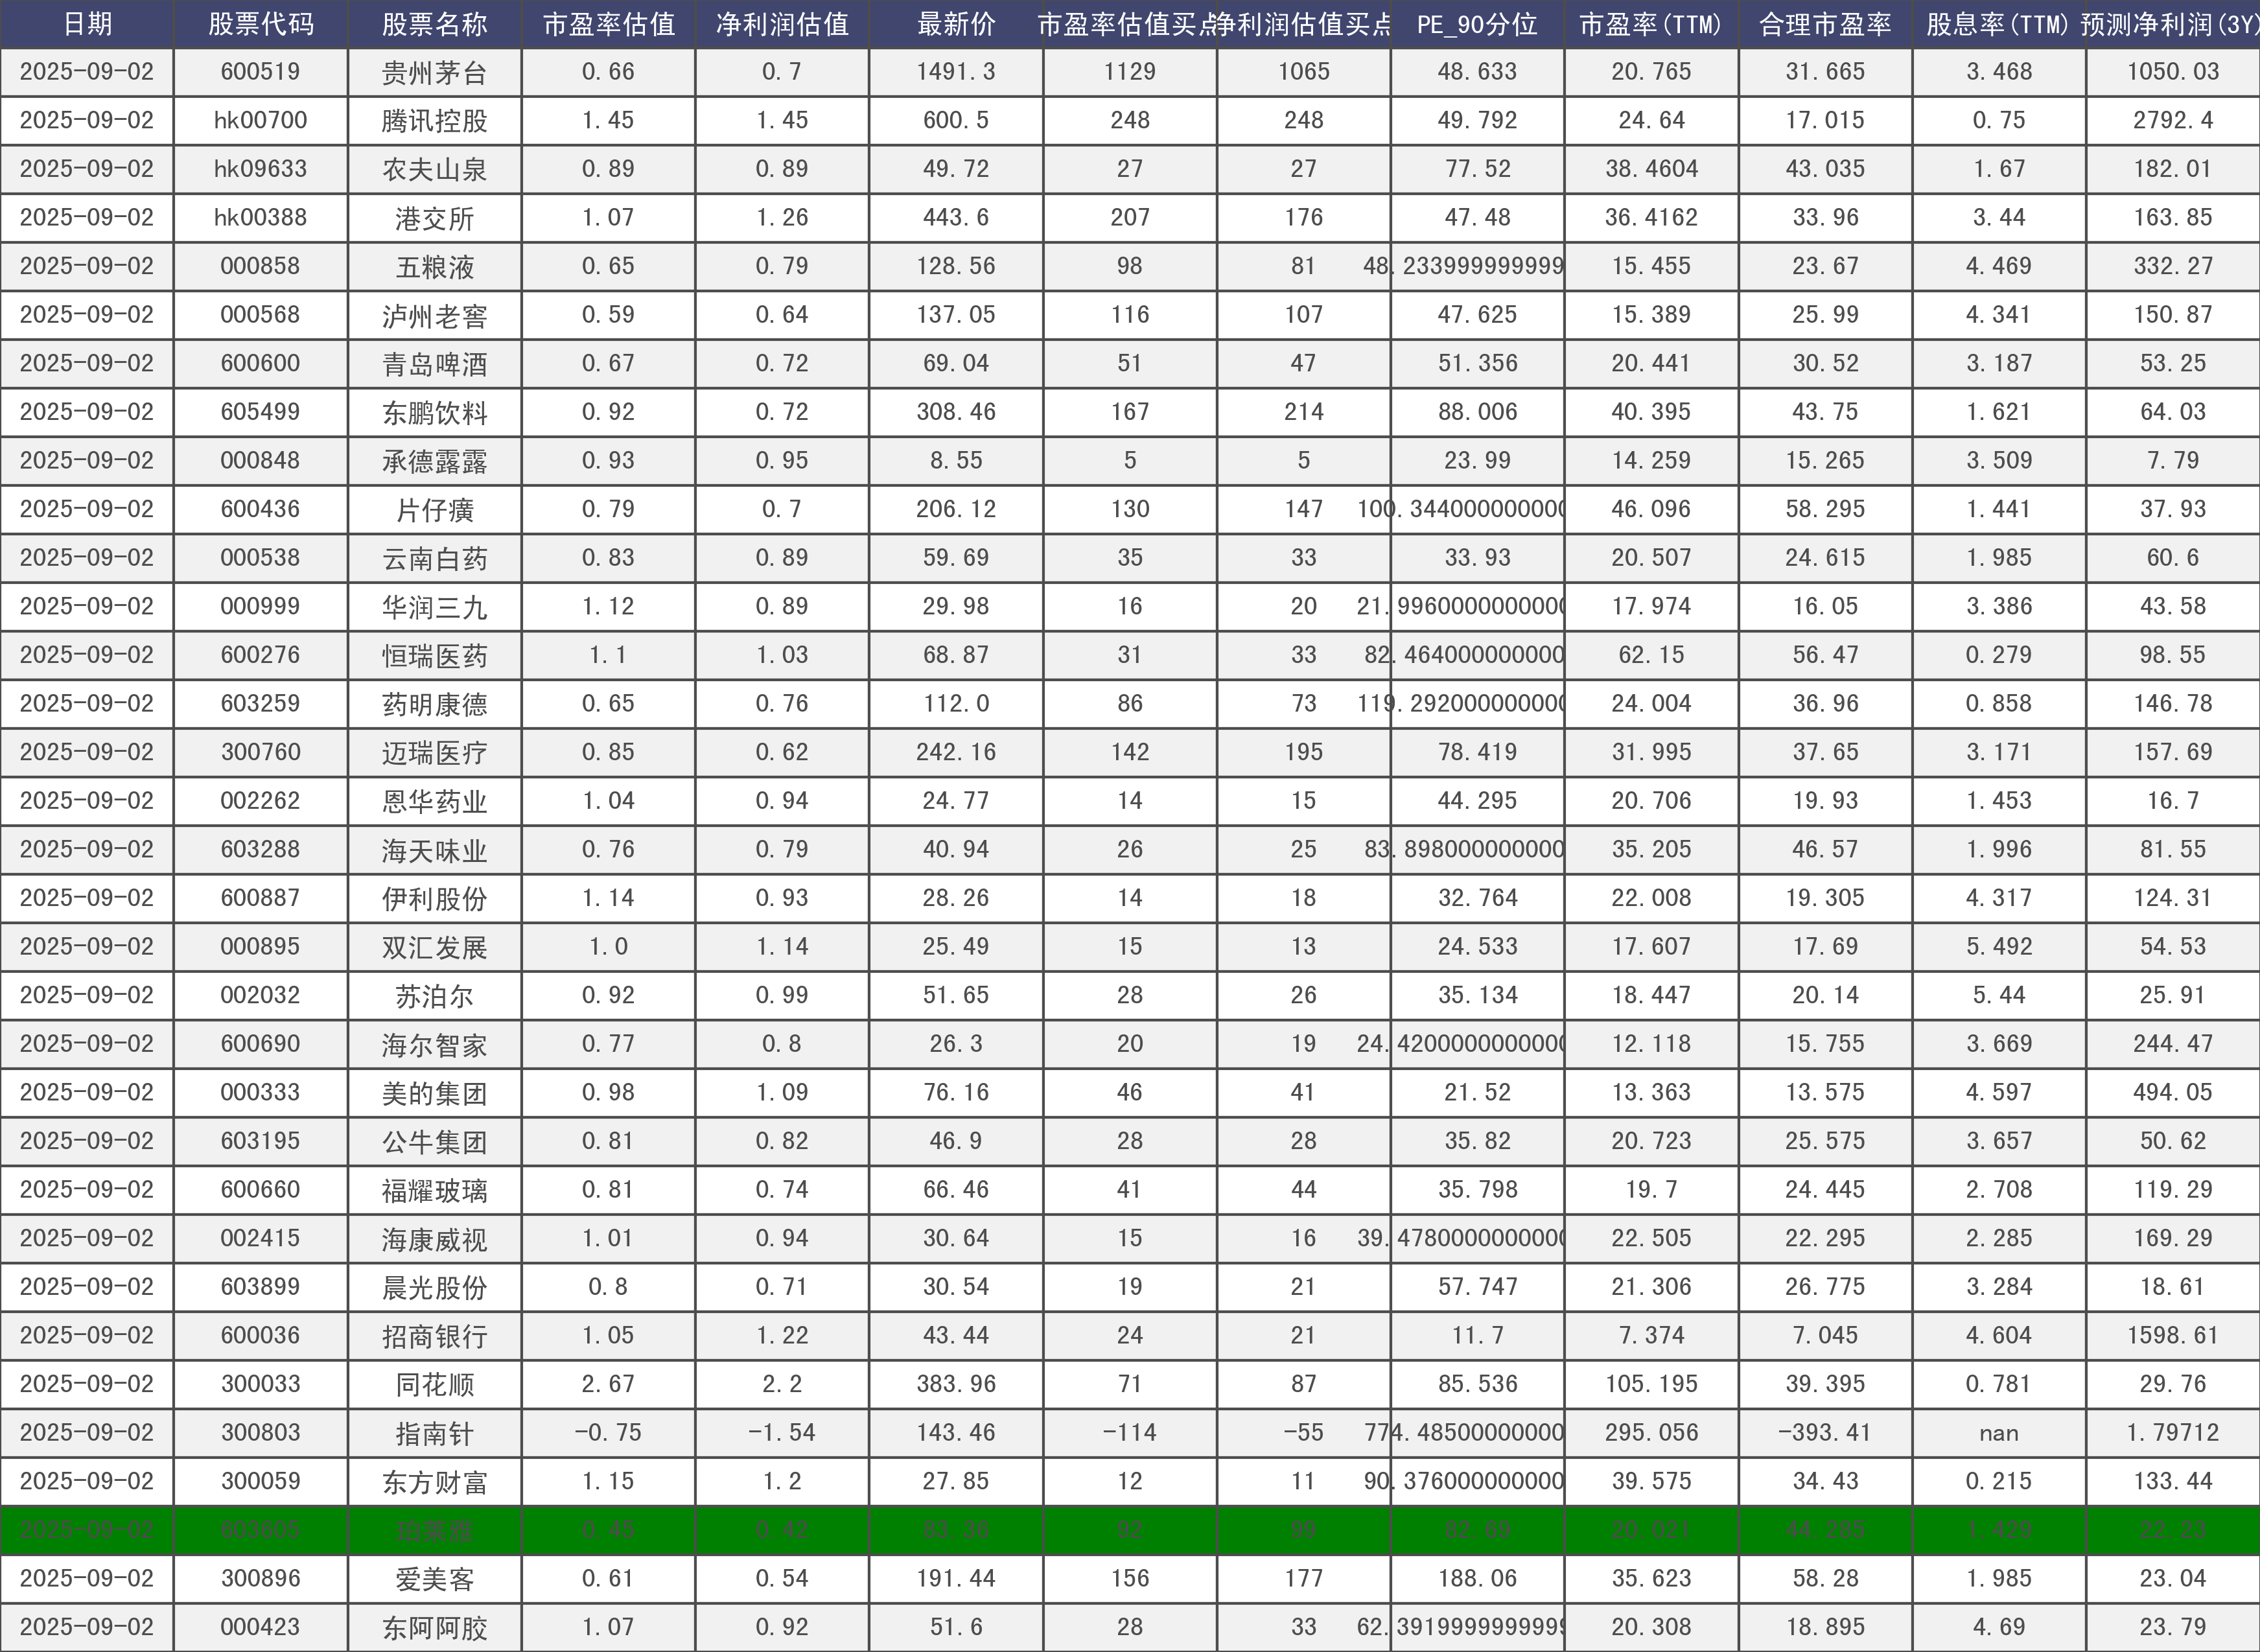 日期 股票代码 股票名称 市盈率估值 净利润估值 最新价 市盈率估值买点 净利润估值买点 PE_90分位 市盈率(TTM) 合理市盈率 股息率(TTM) 预测净利润(3Y)
2025-09-02 600519 贵州茅台 0.66 0.7 1491.3 1129 1065 48.633 20.765 31.665 3.468 1050.03
2025-09-02 hk00700 腾讯控股 1.45 1.45 600.5 248 248 49.792 24.64 17.015 0.75 2792.4
2025-09-02 hk09633 农夫山泉 0.89 0.89 49.72 27 27 77.52 38.4604 43.035 1.67 182.01
2025-09-02 hk00388 港交所 1.07 1.26 443.6 207 176 47.48 36.4162 33.96 3.44 163.85
2025-09-02 000858 五粮液 0.65 0.79 128.56 98 81 48.233999999999 15.455 23.67 4.469 332.27
2025-09-02 000568 泸州老窖 0.59 0.64 137.05 116 107 47.625 15.389 25.99 4.341 150.87
2025-09-02 600600 青岛啤酒 0.67 0.72 69.04 51 47 51.356 20.441 30.52 3.187 53.25
2025-09-02 605499 东鹏饮料 0.92 0.72 308.46 167 214 88.006 40.395 43.75 1.621 64.03
2025-09-02 000848 承德露露 0.93 0.95 8.55 5 5 23.99 14.259 15.265 3.509 7.79
2025-09-02 600436 片仔癀 0.79 0.7 206.12 130 147 100.344000000000 46.096 58.295 1.441 37.93
2025-09-02 000538 云南白药 0.83 0.89 59.69 35 33 33.93 20.507 24.615 1.985 60.6
2025-09-02 000999 华润三九 1.12 0.89 29.98 16 20 21.9960000000000 17.974 16.05 3.386 43.58
2025-09-02 600276 恒瑞医药 1.1 1.03 68.87 31 33 82.464000000000 62.15 56.47 0.279 98.55
2025-09-02 603259 药明康德 0.65 0.76 112.0 86 73 119.292000000000 24.004 36.96 0.858 146.78
2025-09-02 300760 迈瑞医疗 0.85 0.62 242.16 142 195 78.419 31.995 37.65 3.171 157.69
2025-09-02 002262 恩华药业 1.04 0.94 24.77 14 15 44.295 20.706 19.93 1.453 16.7
2025-09-02 603288 海天味业 0.76 0.79 40.94 26 25 83.898000000000 35.205 46.57 1.996 81.55
2025-09-02 600887 伊利股份 1.14 0.93 28.26 14 18 32.764 22.008 19.305 4.317 124.31
2025-09-02 000895 双汇发展 1.0 1.14 25.49 15 13 24.533 17.607 17.69 5.492 54.53
2025-09-02 002032 苏泊尔 0.92 0.99 51.65 28 26 35.134 18.447 20.14 5.44 25.91
2025-09-02 600690 海尔智家 0.77 0.8 26.3 20 19 24.4200000000000 12.118 15.755 3.669 244.47
2025-09-02 000333 美的集团 0.98 1.09 76.16 46 41 21.52 13.363 13.575 4.597 494.05
2025-09-02 603195 公牛集团 0.81 0.82 46.9 28 28 35.82 20.723 25.575 3.657 50.62
2025-09-02 600660 福耀玻璃 0.81 0.74 66.46 41 44 35.798 19.7 24.445 2.708 119.29
2025-09-02 002415 海康威视 1.01 0.94 30.64 15 16 39.4780000000000 22.505 22.295 2.285 169.29
2025-09-02 603899 晨光股份 0.8 0.71 30.54 19 21 57.747 21.306 26.775 3.284 18.61
2025-09-02 600036 招商银行 1.05 1.22 43.44 24 21 11.7 7.374 7.045 4.604 1598.61
2025-09-02 300033 同花顺 2.67 2.2 383.96 71 87 85.536 105.195 39.395 0.781 29.76
2025-09-02 300803 指南针 -0.75 -1.54 143.46 -114 -55 774.48500000000 295.056 -393.41 nan 1.79712
2025-09-02 300059 东方财富 1.15 1.2 27.85 12 11 90.376000000000 39.575 34.43 0.215 133.44
2025-09-02 603605 珀莱雅 0.45 0.42 83.36 92 99 82.65 20.021 44.285 1.429 22.23
2025-09-02 300896 爱美客 0.61 0.54 191.44 156 177 188.06 35.623 58.28 1.985 23.04
2025-09-02 000423 东阿阿胶 1.07 0.92 51.6 28 33 62.3919999999999 20.308 18.895 4.69 23.79